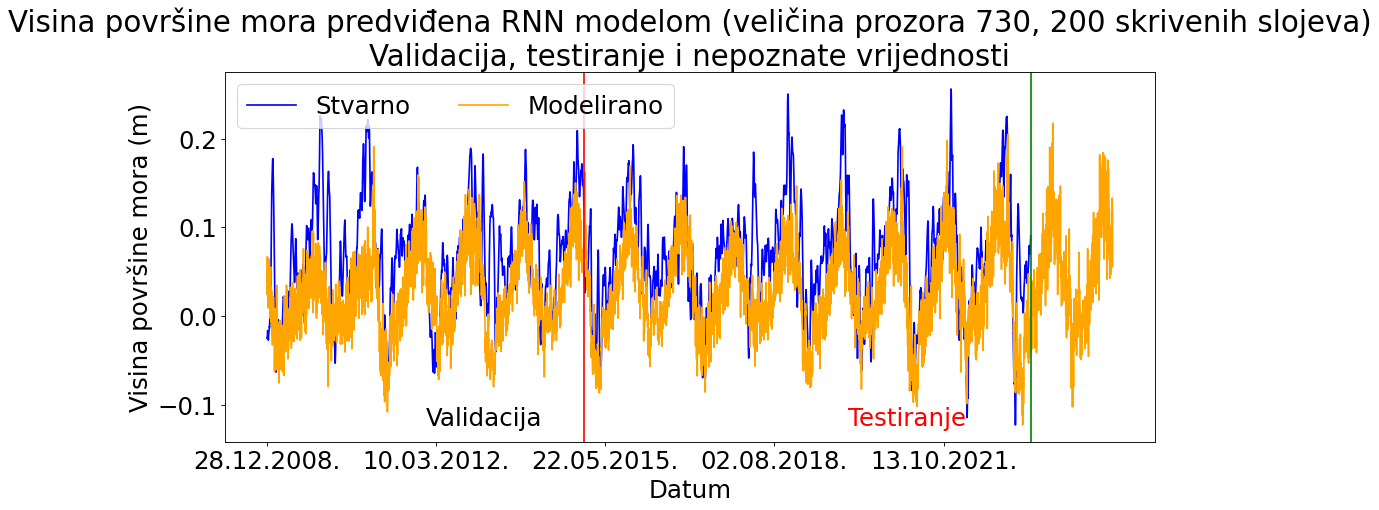 Visina površine mora predviđena RNN modelom (veličina prozora 730, 200 skrivenih slojeva)
Validacija, testiranje i nepoznate vrijednosti
Stvarno Modelirano
Visina površine mora (m)
0.2
0.1
0.0
−0.1
Validacija Testiranje
28.12.2008. 10.03.2012. 22.05.2015. 02.08.2018. 13.10.2021.
Datum